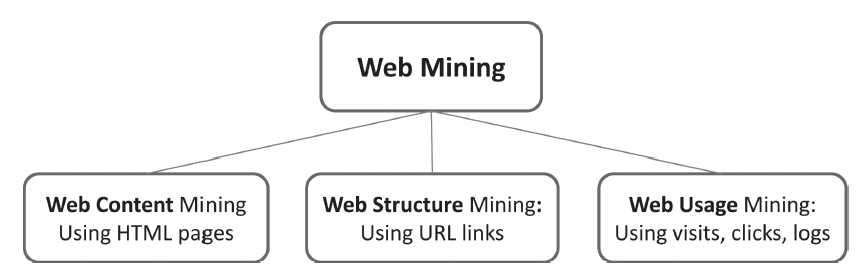 Web Mining
Web Content Mining
Using HTML pages
Web Structure Mining:
Using URL links
Web Usage Mining:
Using visits, clicks, logs